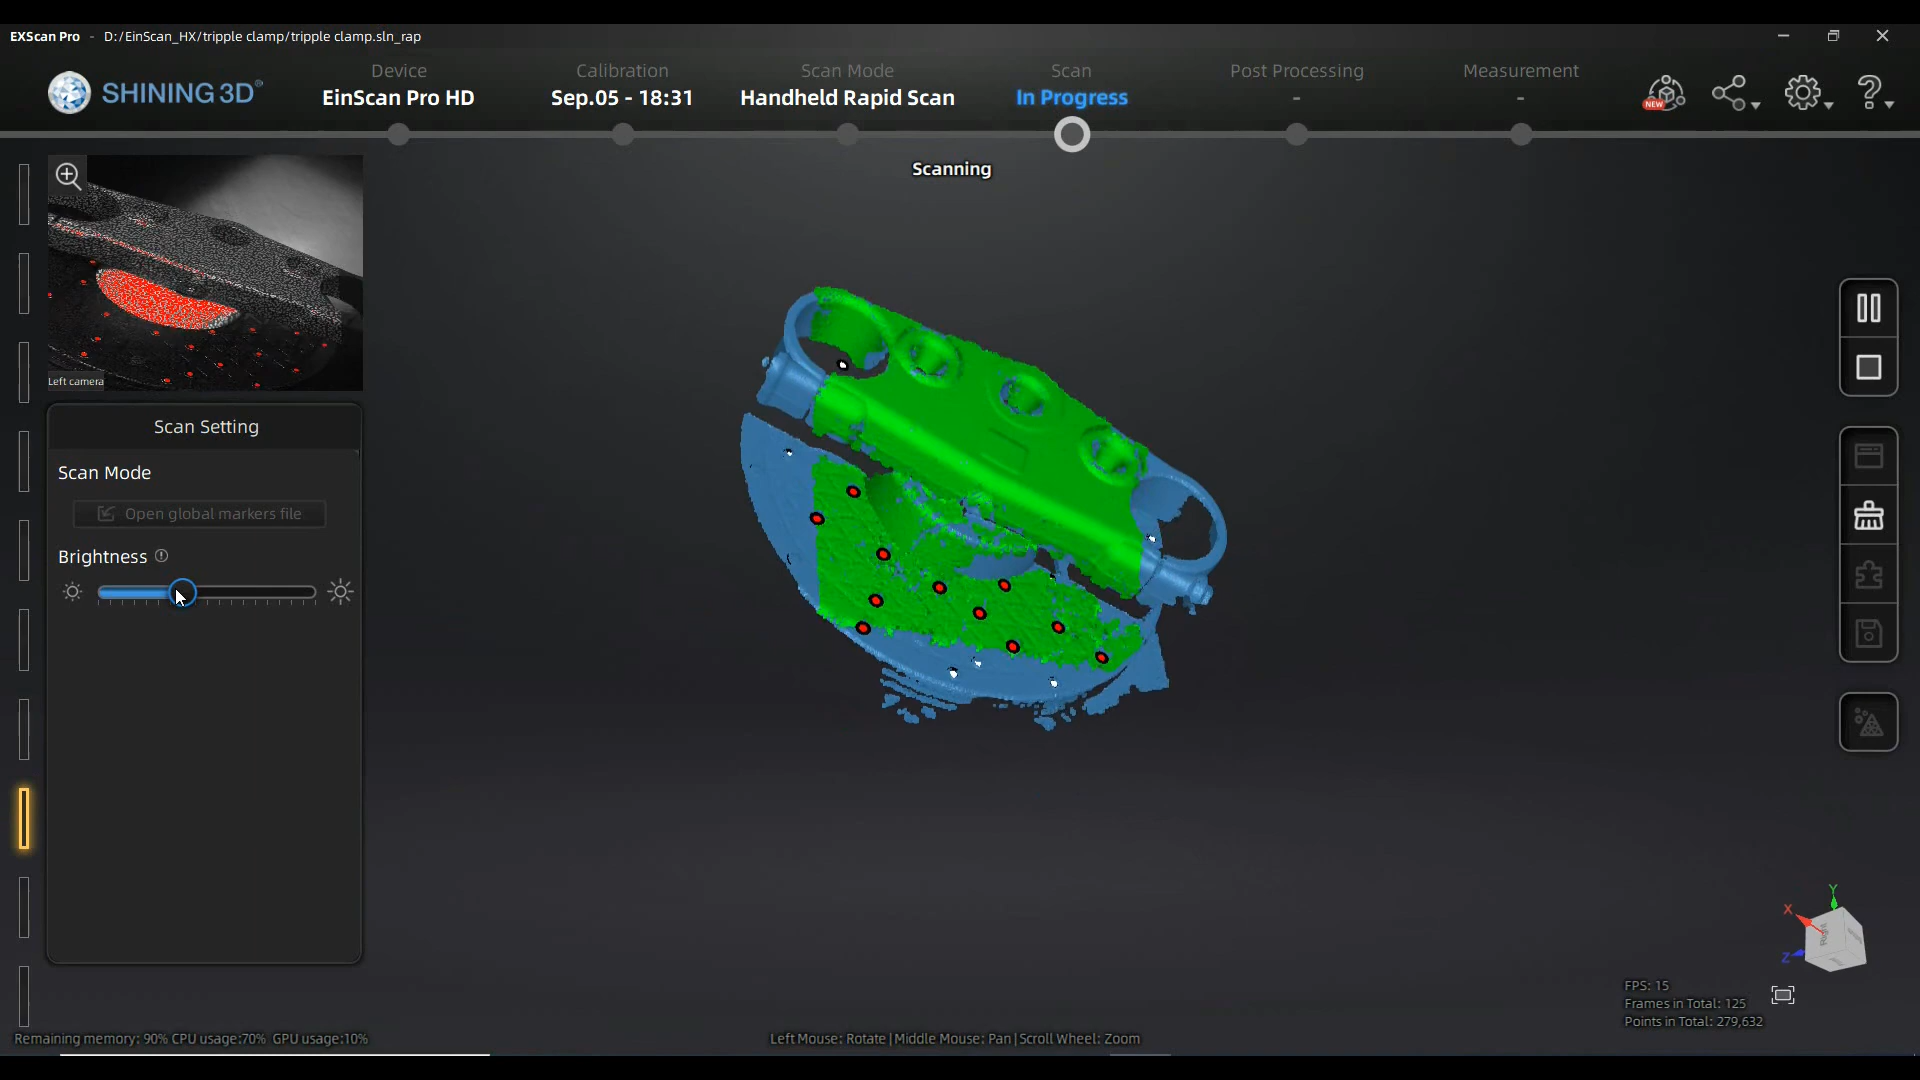 EXScan Pro - D:/EinScan_HX/tripple clamp/tripple clamp.sln_rap
SHINING 3D®
Device
EinScan Pro HD
Calibration
Sep.05 - 18:31
Scan Mode
Handheld Rapid Scan
Scan
In Progress
Post Processing
-
Measurement
-
NEW
Scanning
Left camera
Scan Setting
Scan Mode
Open global markers file
Brightness
Y
X
Z
Right
FPS: 15
Frames in Total: 125
Points in Total: 279,632
Remaining memory: 90% CPU usage:70% GPU usage:10%
Left Mouse: Rotate | Middle Mouse: Pan | Scroll Wheel: Zoom